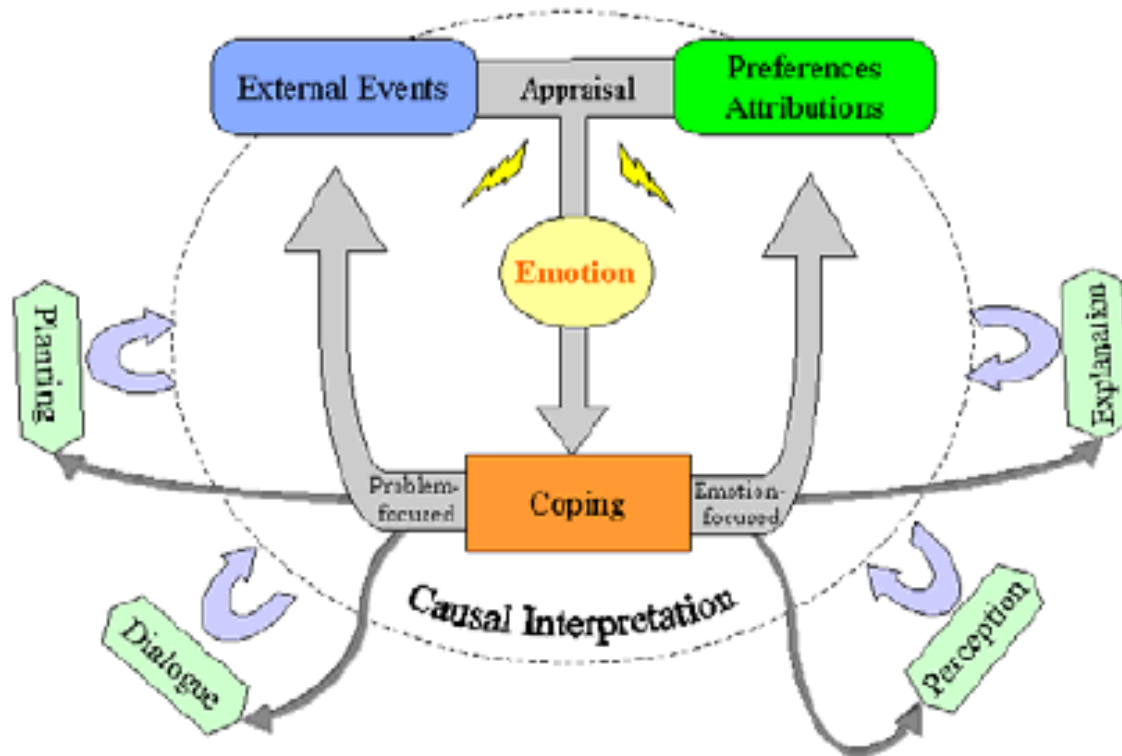 External Events
Appraisal
Preferences
Attributions
Emotion
Planning
Explanation
Problem-
focused
Coping
Emotion-
focused
Causal Interpretation
Dialogue
Perception